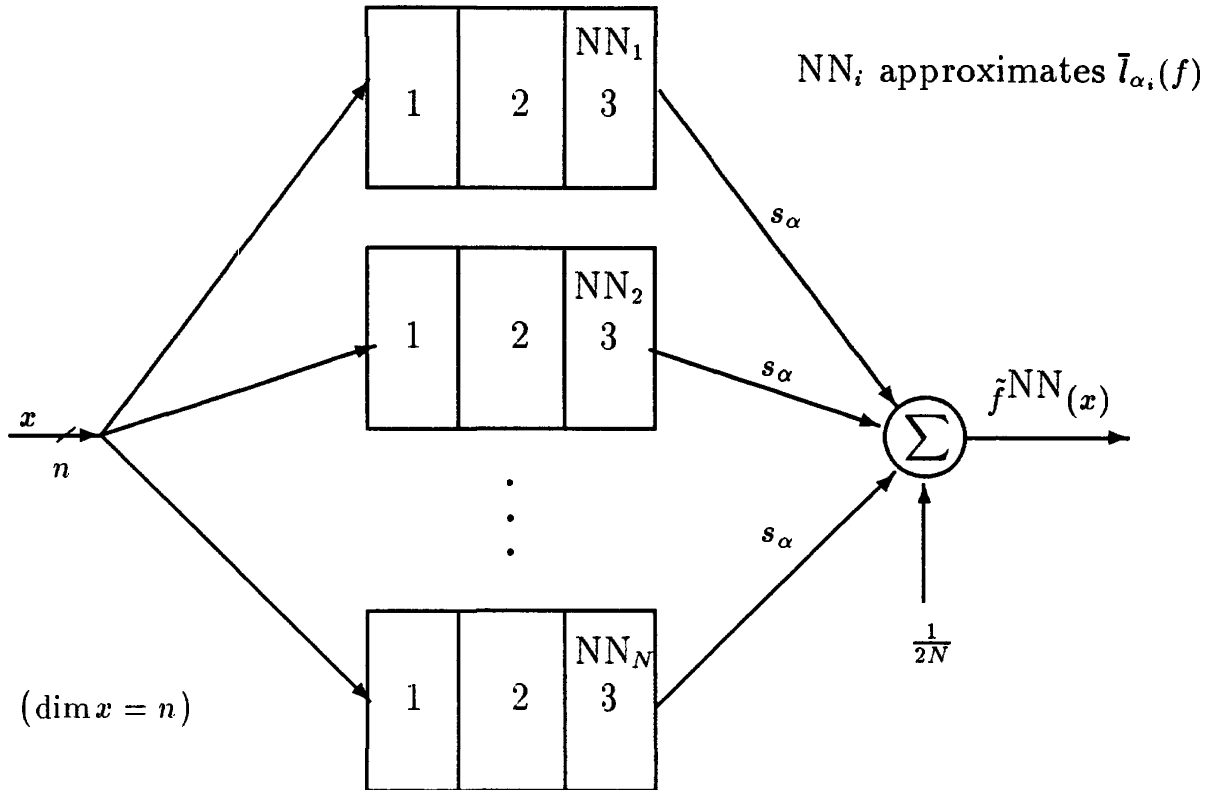 NN₁
1 2 3
NNᵢ approximates l̄_{αᵢ}(f)
s_α
NN₂
1 2 3
s_α
x
n
Σ
f̃^{NN}(x)
s_α
1/2N
NN_N
1 2 3
(dim x = n)